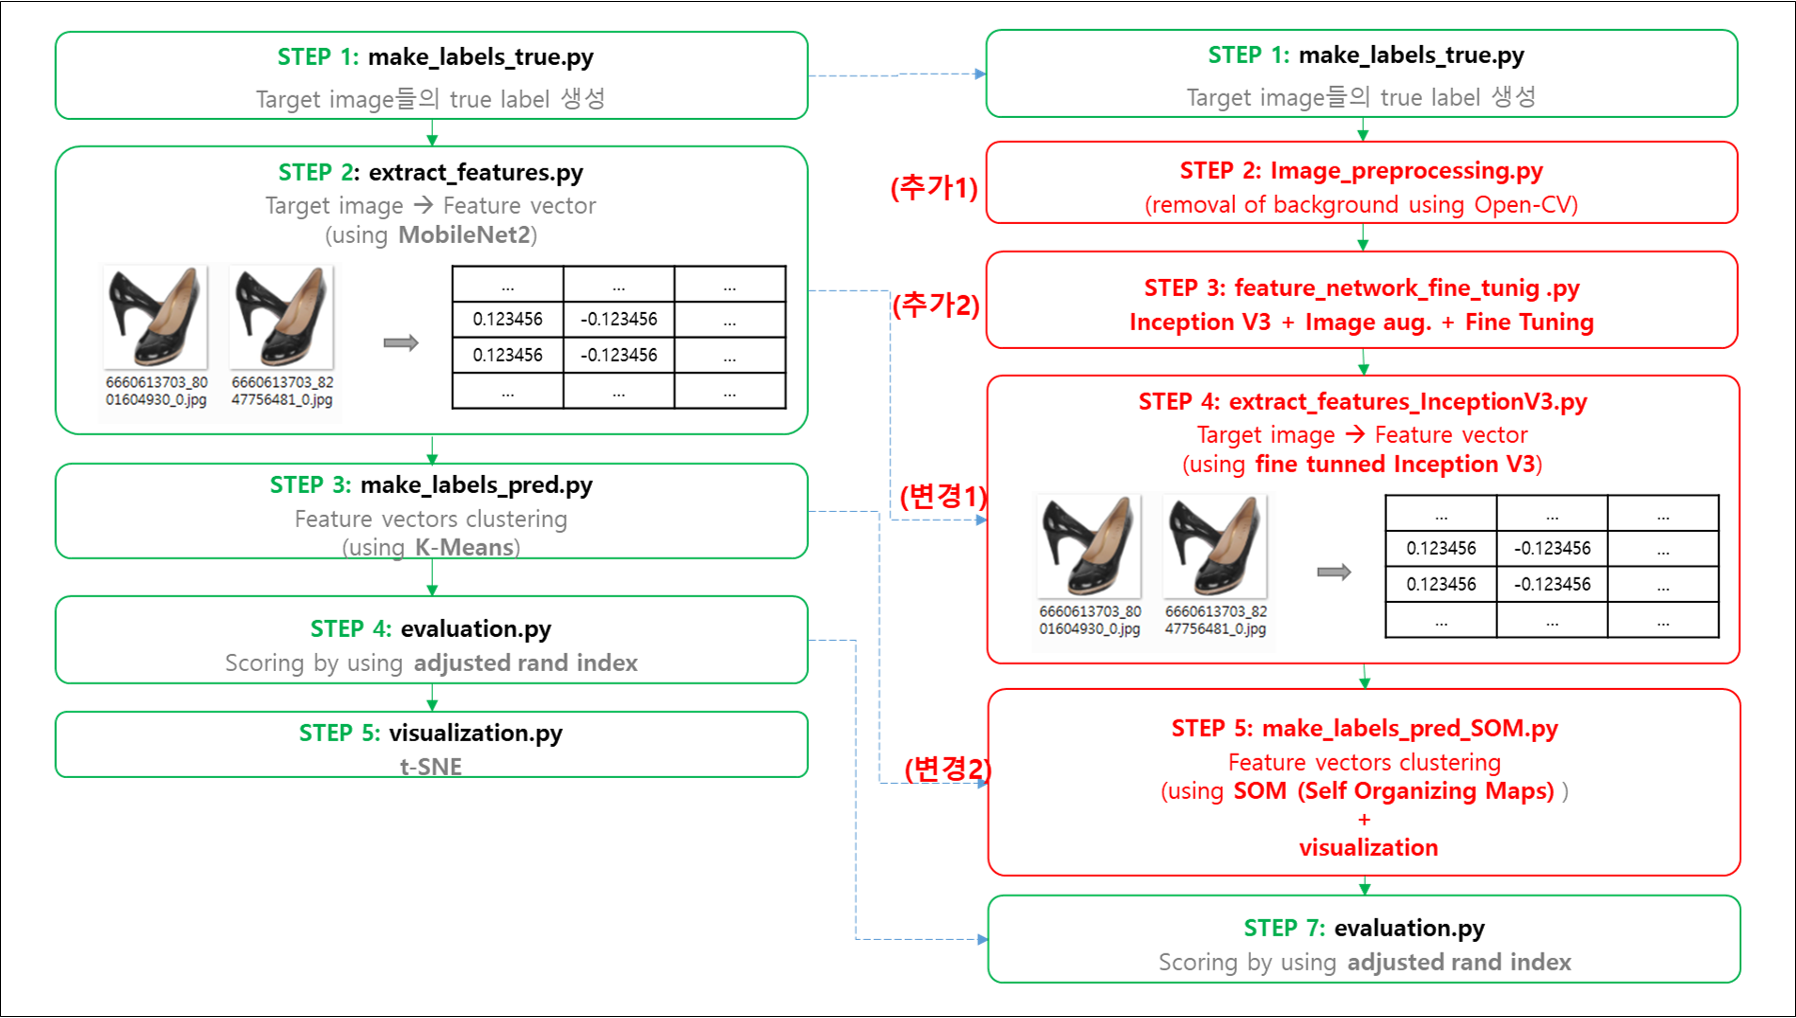 STEP 1: make_labels_true.py
Target image들의 true label 생성
STEP 2: extract_features.py
Target image → Feature vector
(using MobileNet2)
6660613703_80
01604930_0.jpg
6660613703_82
47756481_0.jpg
... ... ...
0.123456 -0.123456 ...
0.123456 -0.123456 ...
... ... ...
STEP 3: make_labels_pred.py
Feature vectors clustering
(using K-Means)
STEP 4: evaluation.py
Scoring by using adjusted rand index
STEP 5: visualization.py
t-SNE
STEP 1: make_labels_true.py
Target image들의 true label 생성
(추가1)
STEP 2: Image_preprocessing.py
(removal of background using Open-CV)
(추가2)
STEP 3: feature_network_fine_tunig .py
Inception V3 + Image aug. + Fine Tuning
(변경1)
STEP 4: extract_features_InceptionV3.py
Target image → Feature vector
(using fine tunned Inception V3)
6660613703_80
01604930_0.jpg
6660613703_82
47756481_0.jpg
... ... ...
0.123456 -0.123456 ...
0.123456 -0.123456 ...
... ... ...
(변경2)
STEP 5: make_labels_pred_SOM.py
Feature vectors clustering
(using SOM (Self Organizing Maps) )
+
visualization
STEP 7: evaluation.py
Scoring by using adjusted rand index